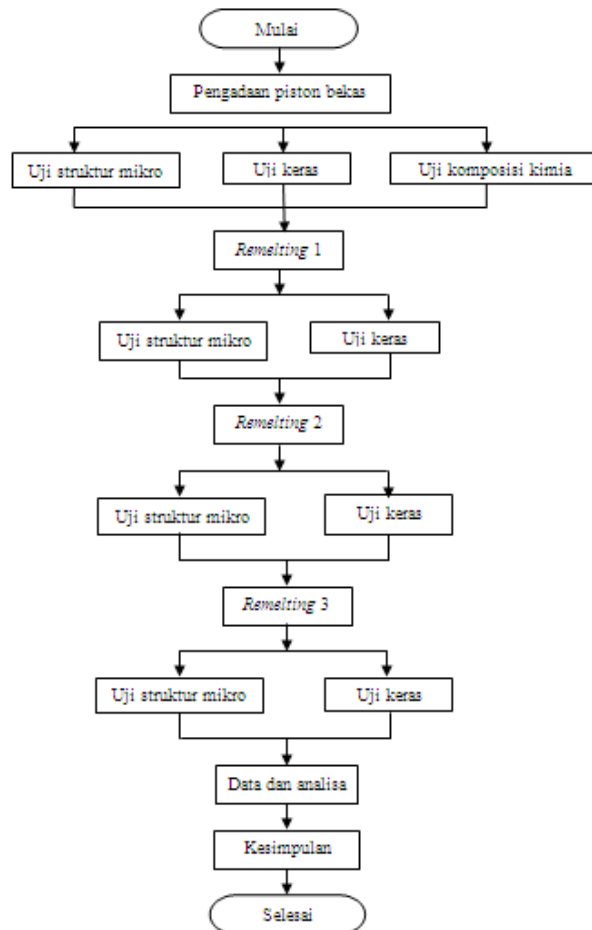 Mulai
Pengadaan piston bekas
Uji struktur mikro
Uji keras
Uji komposisi kimia
Remelting 1
Uji struktur mikro
Uji keras
Remelting 2
Uji struktur mikro
Uji keras
Remelting 3
Uji struktur mikro
Uji keras
Data dan analisa
Kesimpulan
Selesai